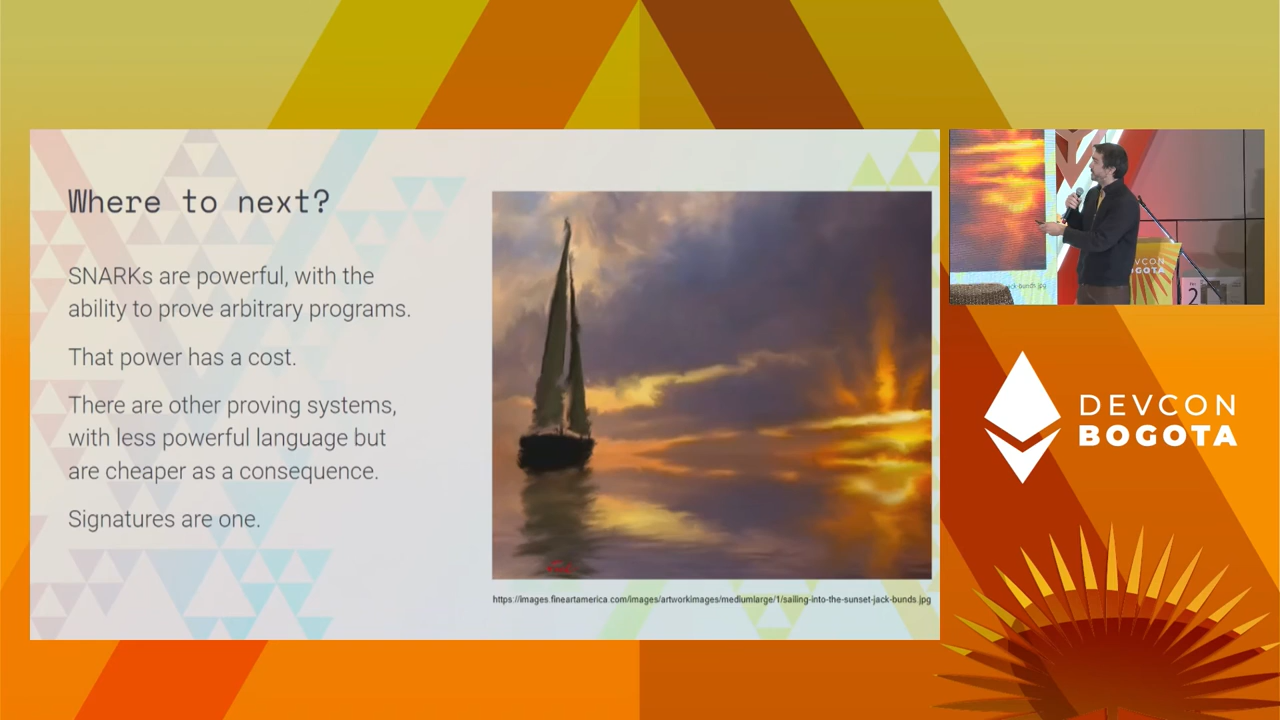 Where to next?
SNARKs are powerful, with the
ability to prove arbitrary programs.
That power has a cost.
There are other proving systems,
with less powerful language but
are cheaper as a consequence.
Signatures are one.
https://images.fineartamerica.com/images/artworkimages/mediumlarge/1/sailing-into-the-sunset-jack-bunds.jpg
DEVCON
BOGOTA